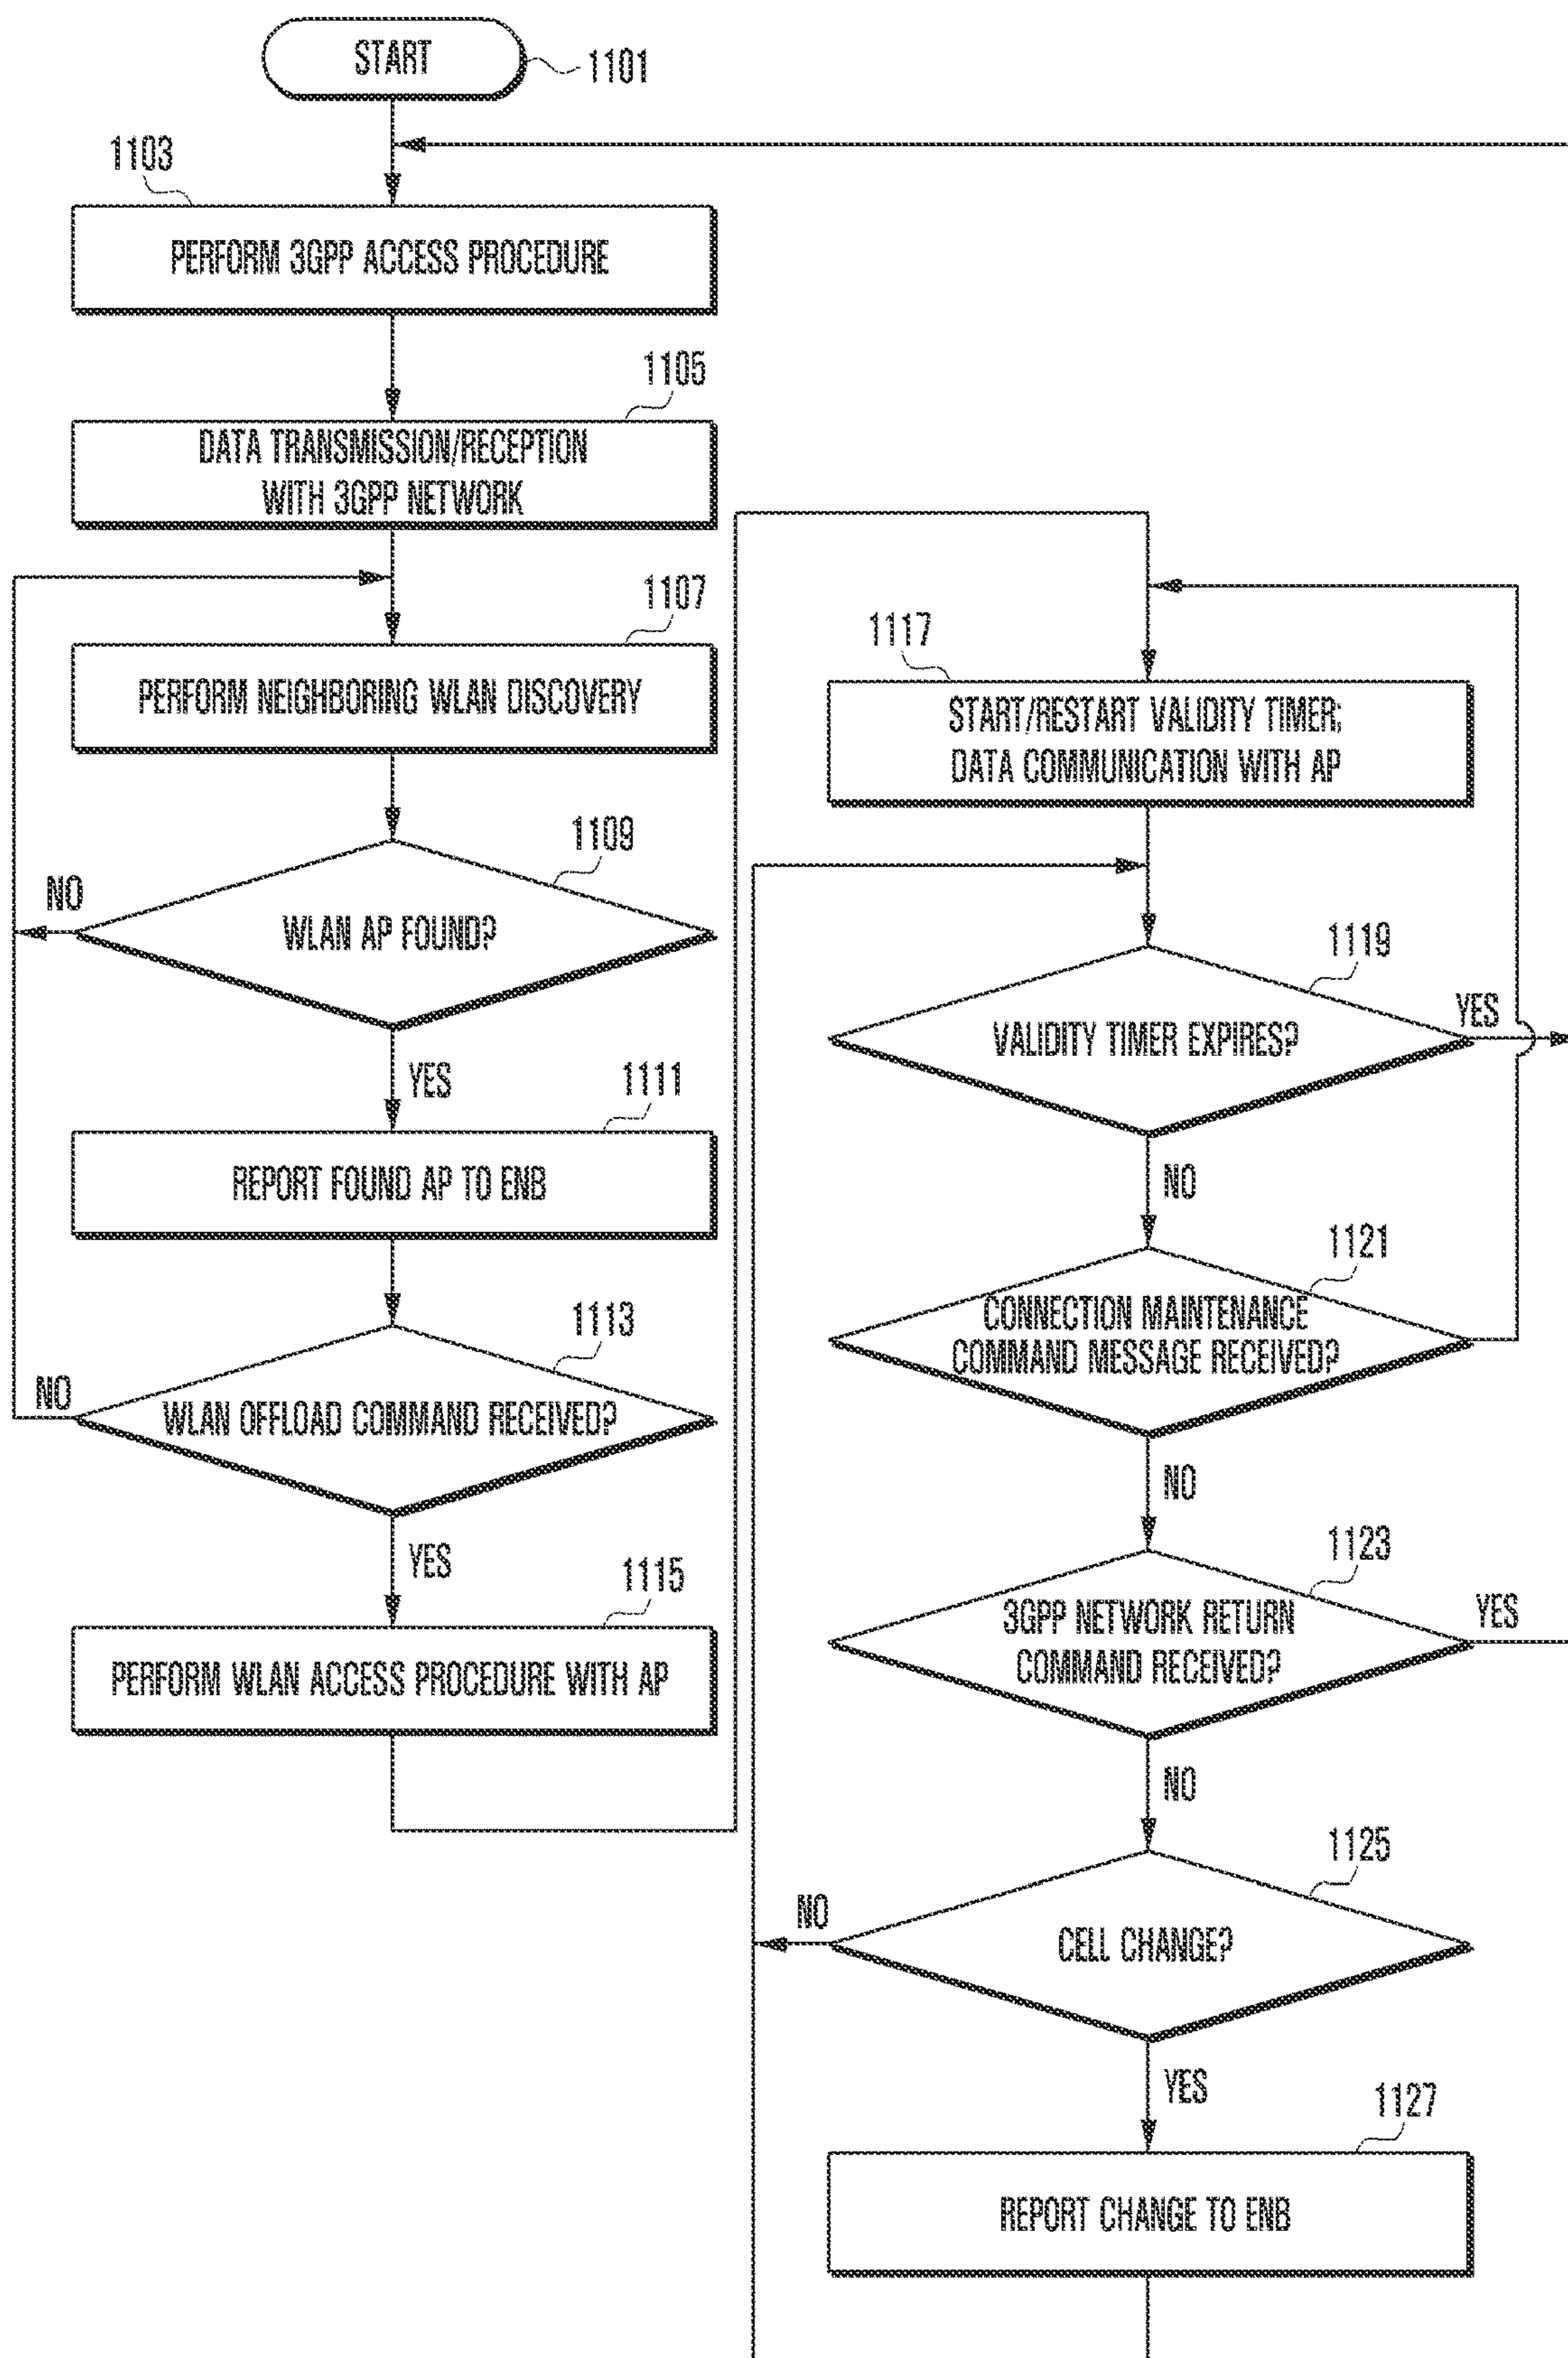 START
1101
1103
PERFORM 3GPP ACCESS PROCEDURE
1105
DATA TRANSMISSION/RECEPTION
WITH 3GPP NETWORK
1107
PERFORM NEIGHBORING WLAN DISCOVERY
1109
NO
WLAN AP FOUND?
YES
1111
REPORT FOUND AP TO ENB
1113
NO
WLAN OFFLOAD COMMAND RECEIVED?
YES
1115
PERFORM WLAN ACCESS PROCEDURE WITH AP
1117
START/RESTART VALIDITY TIMER;
DATA COMMUNICATION WITH AP
1119
YES
VALIDITY TIMER EXPIRES?
NO
1121
CONNECTION MAINTENANCE
COMMAND MESSAGE RECEIVED?
NO
1123
YES
3GPP NETWORK RETURN
COMMAND RECEIVED?
NO
1125
NO
CELL CHANGE?
YES
1127
REPORT CHANGE TO ENB